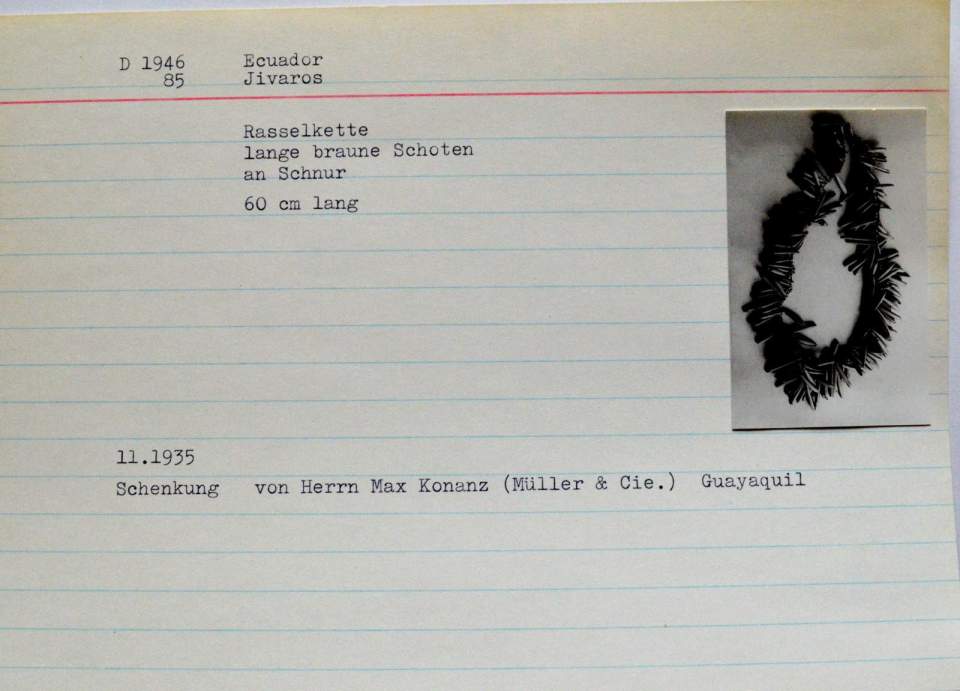 D 1946 Ecuador
85 Jivaros
Rasselkette
lange braune Schoten
an Schnur
60 cm lang
11.1935
Schenkung von Herrn Max Konanz (Müller & Cie.) Guayaquil